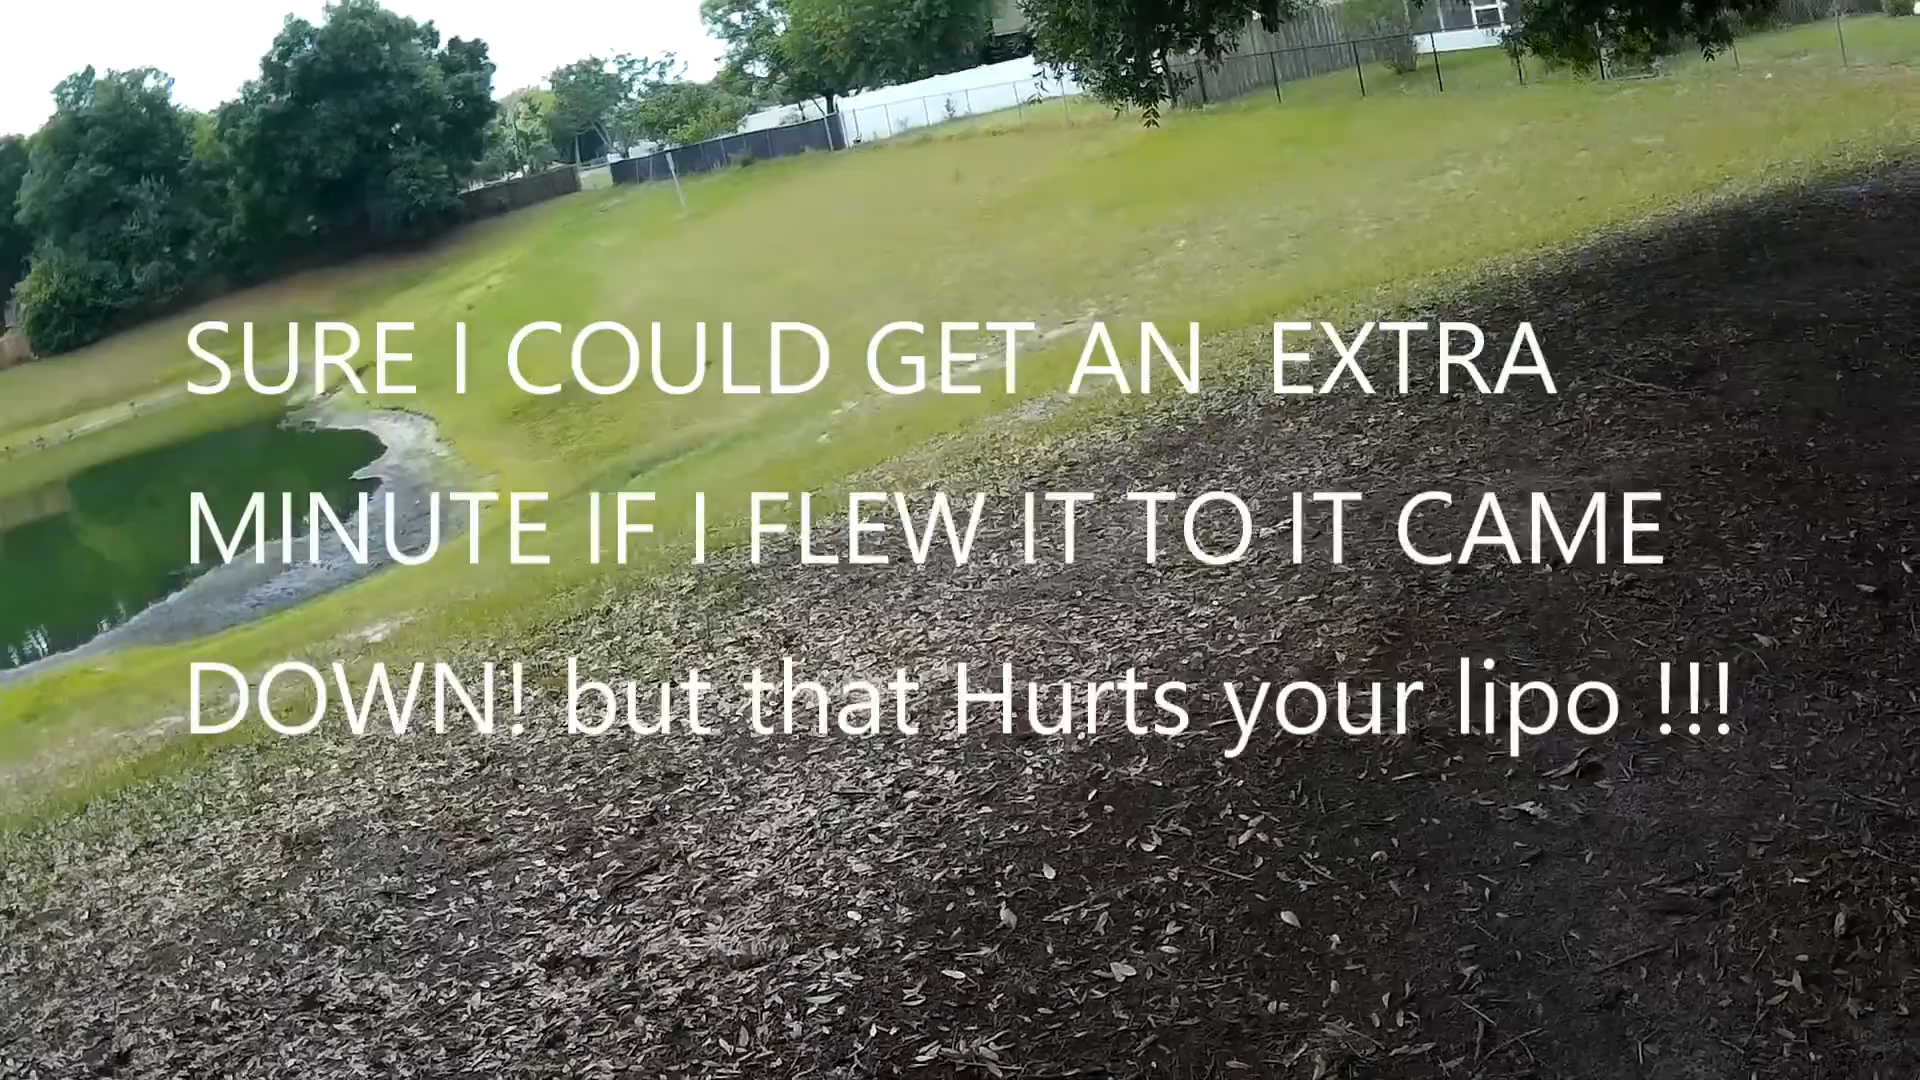 SURE I COULD GET AN  EXTRA
MINUTE IF I FLEW IT TO IT CAME
DOWN! but that Hurts your lipo !!!